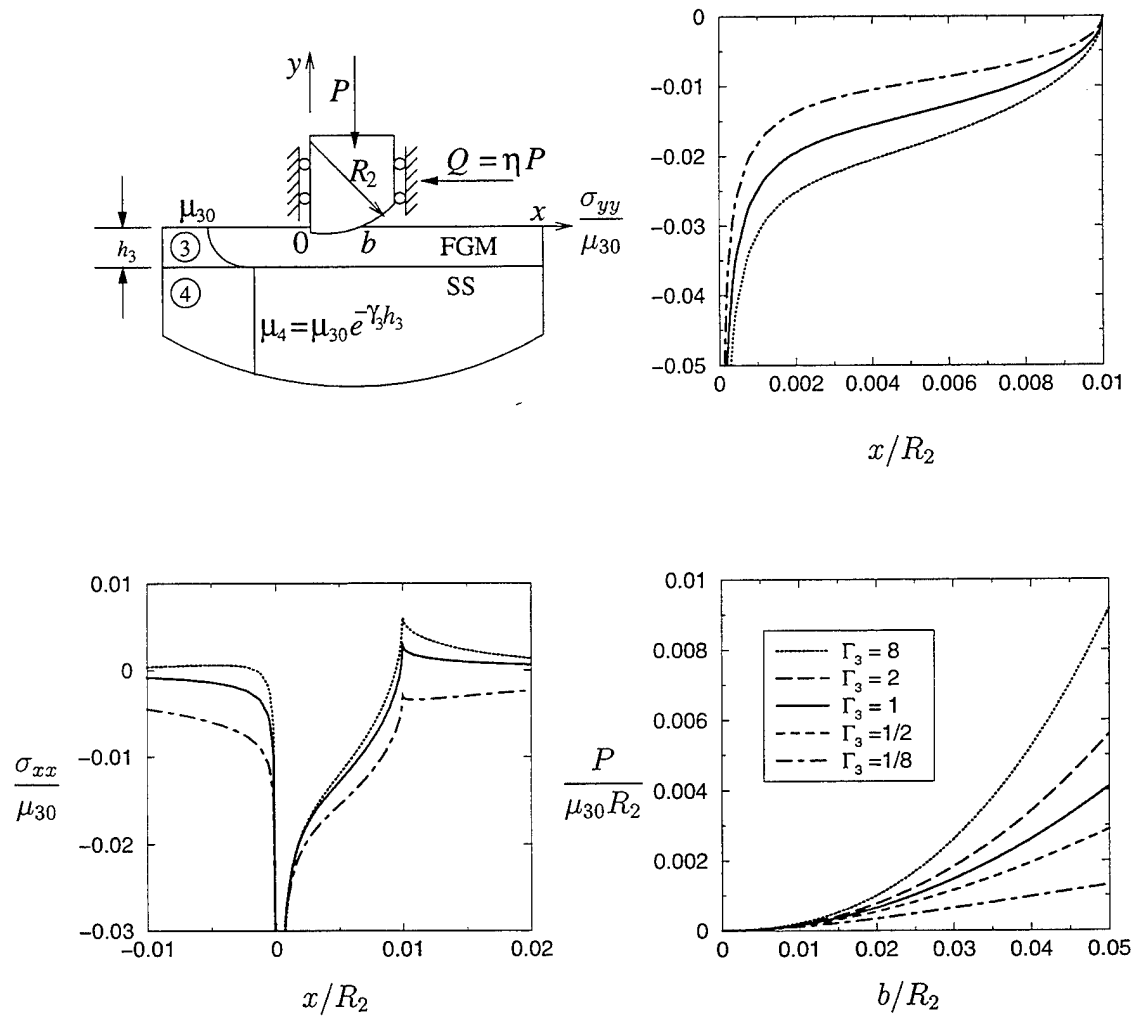 y
P
R₂
Q = η P
μ₃₀
x
0
b
③
h₃
FGM
④
SS
μ₄=μ₃₀e^{-γ₃h₃}
σ_yy/μ₃₀
0
-0.01
-0.02
-0.03
-0.04
-0.05
0 0.002 0.004 0.006 0.008 0.01
x/R₂
σ_xx/μ₃₀
0.01
0
-0.01
-0.02
-0.03
-0.01 0 0.01 0.02
x/R₂
P/μ₃₀R₂
0.01
0.008
0.006
0.004
0.002
0
Γ₃ = 8
Γ₃ = 2
Γ₃ = 1
Γ₃ =1/2
Γ₃ =1/8
0 0.01 0.02 0.03 0.04 0.05
b/R₂